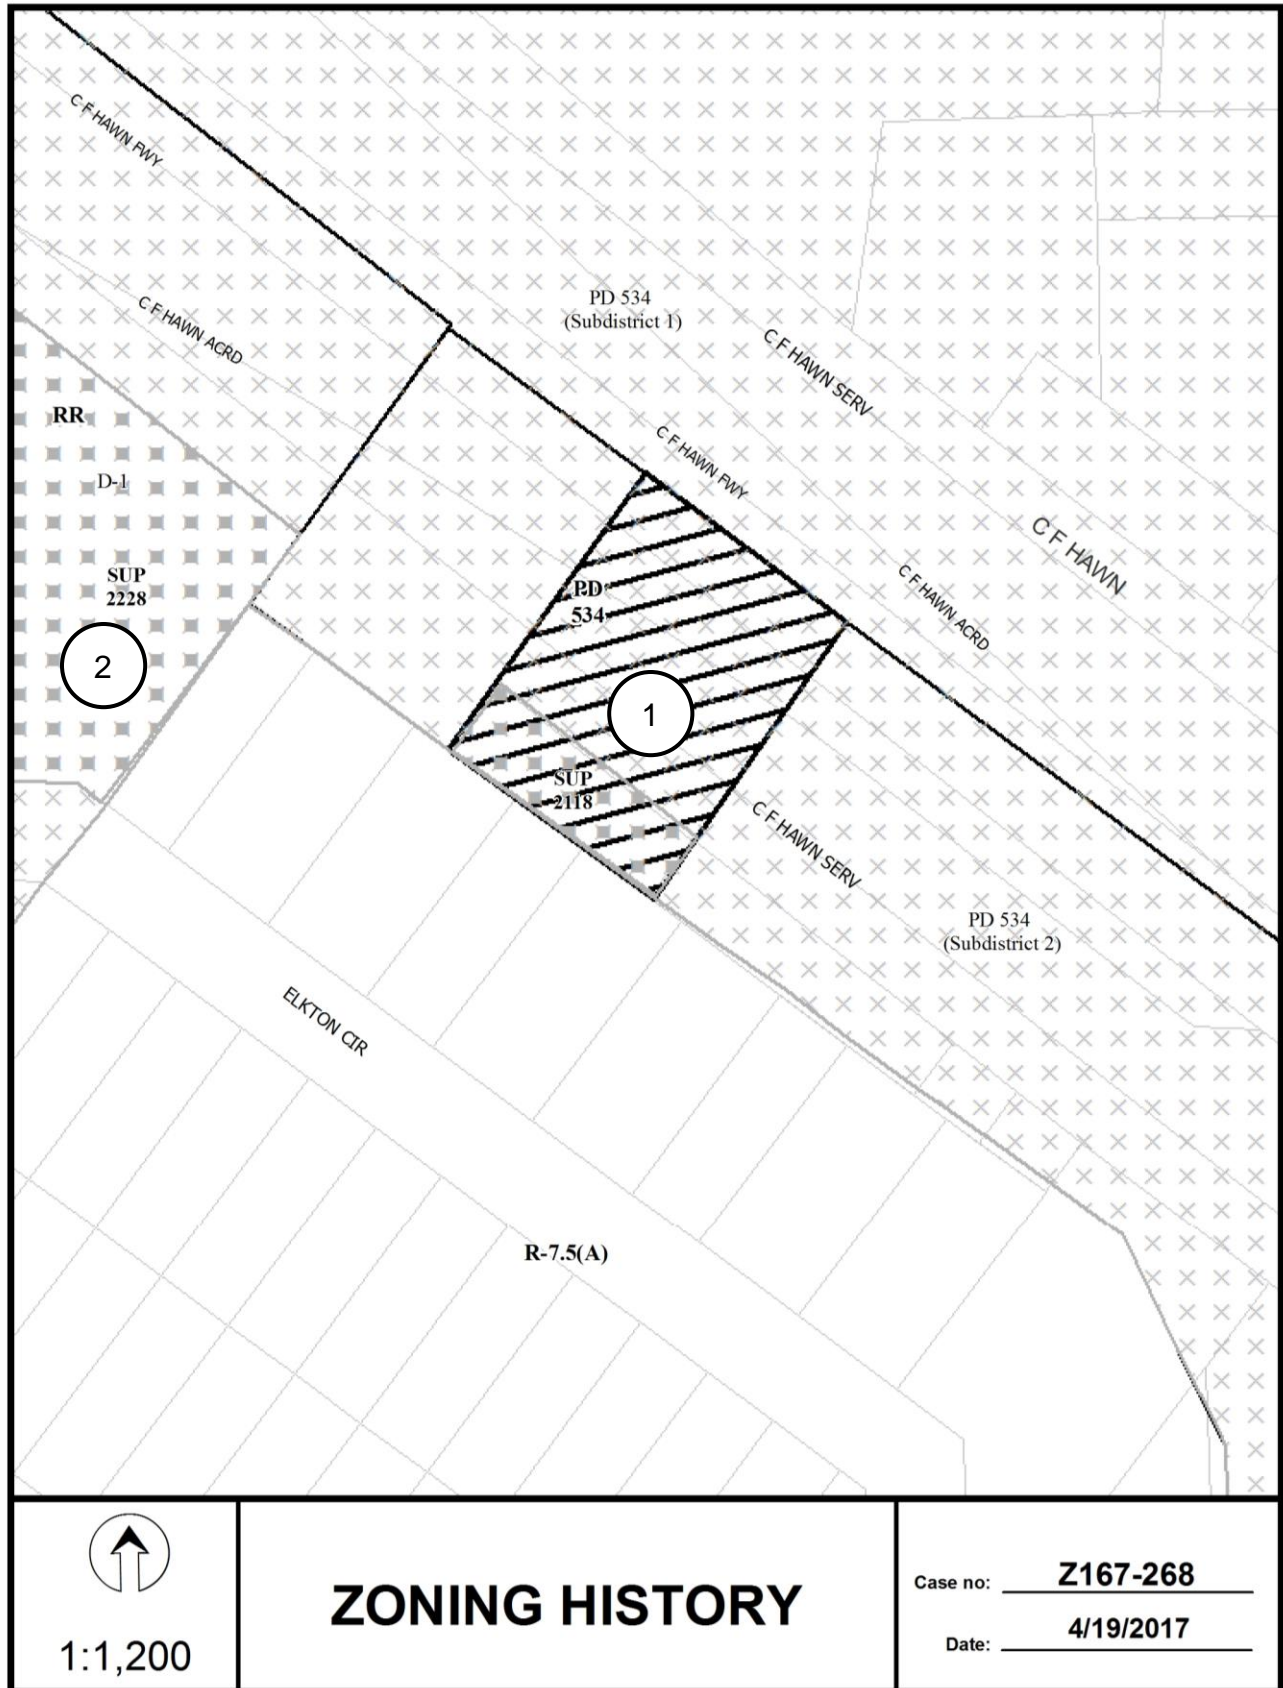 C F HAWN FWY
C F HAWN ACRD
PD 534
(Subdistrict 1)
C F HAWN SERV
C F HAWN FWY
C F HAWN
C F HAWN ACRD
RR
D-1
SUP
2228
2
PD
534
1
SUP
2118
C F HAWN SERV
PD 534
(Subdistrict 2)
ELKTON CIR
R-7.5(A)
1:1,200
ZONING HISTORY
Case no: Z167-268
Date: 4/19/2017